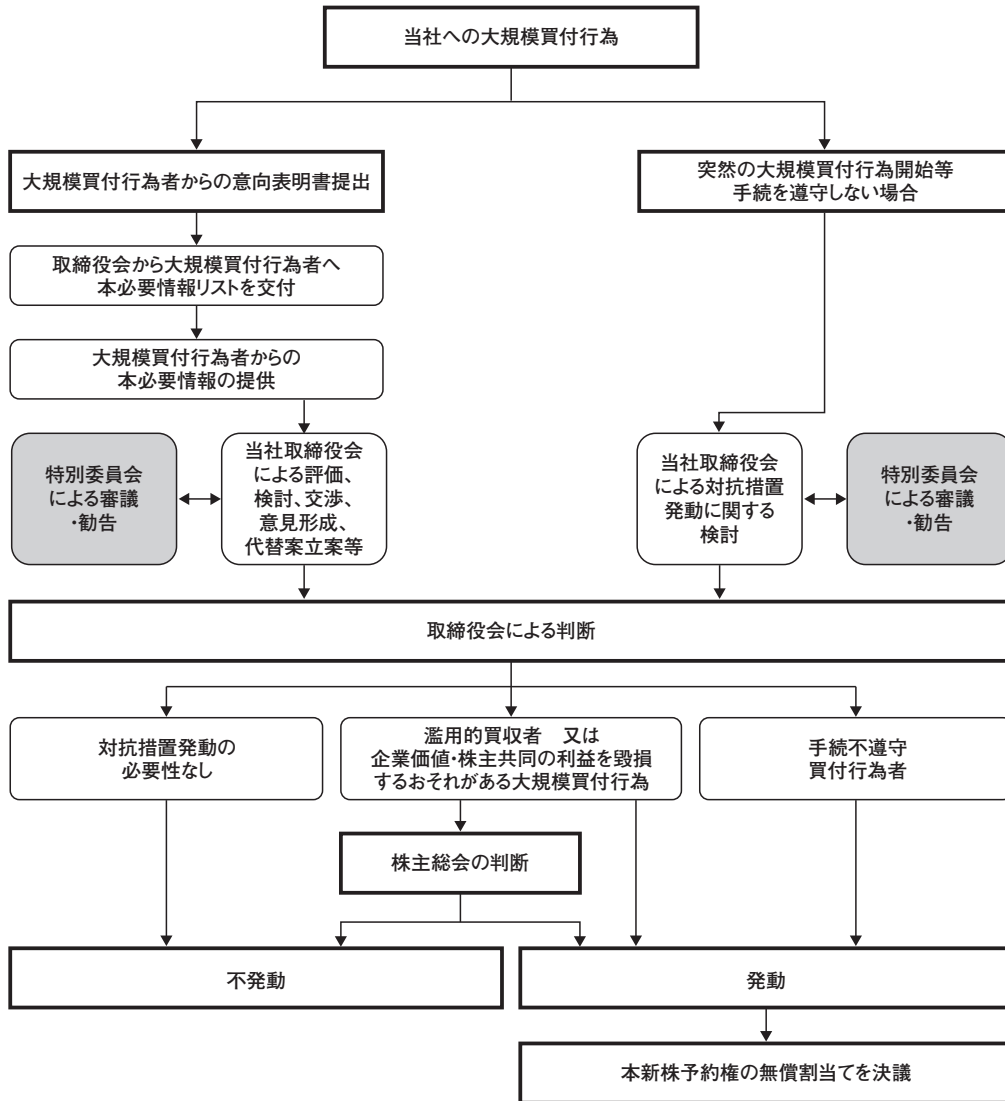 当社への大規模買付行為
大規模買付行為者からの意向表明書提出
突然の大規模買付行為開始等
手続を遵守しない場合
取締役会から大規模買付行為者へ
本必要情報リストを交付
大規模買付行為者からの
本必要情報の提供
特別委員会
による審議
・勧告
当社取締役会
による評価、
検討、交渉、
意見形成、
代替案立案等
当社取締役会
による対抗措置
発動に関する
検討
特別委員会
による審議
・勧告
取締役会による判断
対抗措置発動の
必要性なし
濫用的買収者　又は
企業価値・株主共同の利益を毀損
するおそれがある大規模買付行為
手続不遵守
買付行為者
株主総会の判断
不発動
発動
本新株予約権の無償割当てを決議